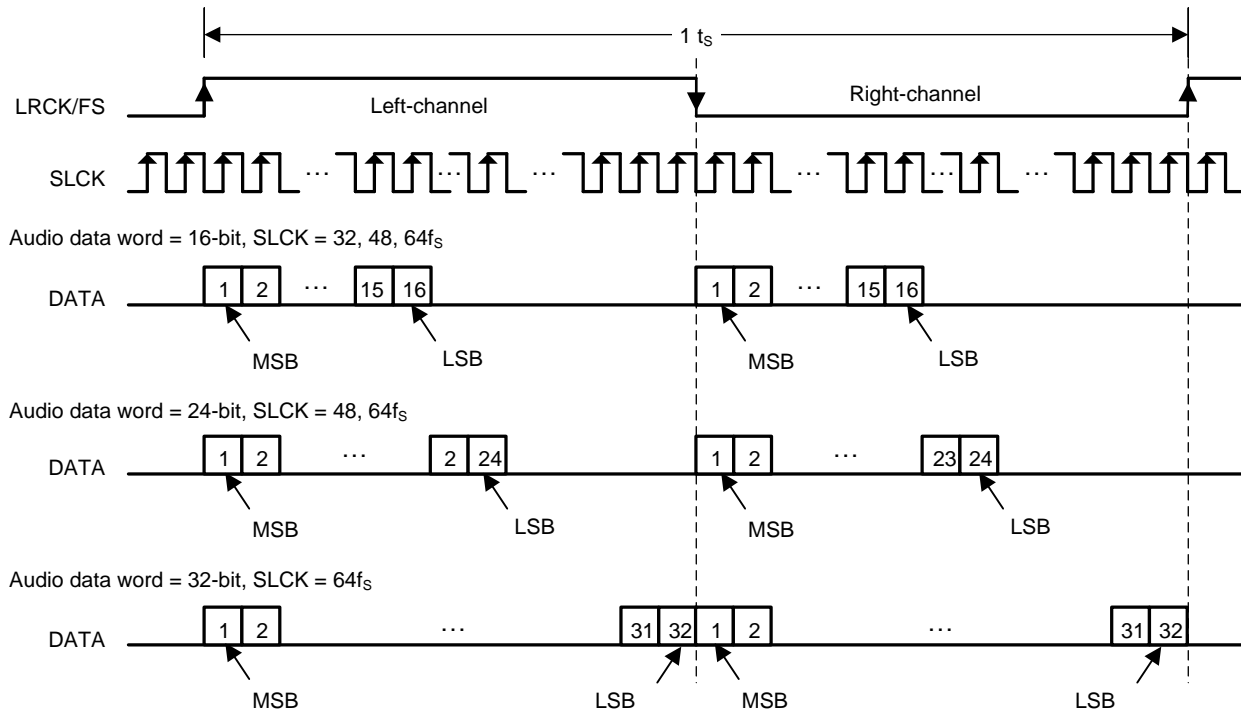 1 tS
LRCK/FS
Left-channel
Right-channel
SLCK
... ... ... ... ... ...
Audio data word = 16-bit, SLCK = 32, 48, 64fS
DATA
1 2 ... 15 16 1 2 ... 15 16
MSB LSB MSB LSB
Audio data word = 24-bit, SLCK = 48, 64fS
DATA
1 2 ... 2 24 1 2 ... 23 24
MSB LSB MSB LSB
Audio data word = 32-bit, SLCK = 64fS
DATA
1 2 ... 31 32 1 2 ... 31 32
MSB LSB MSB LSB